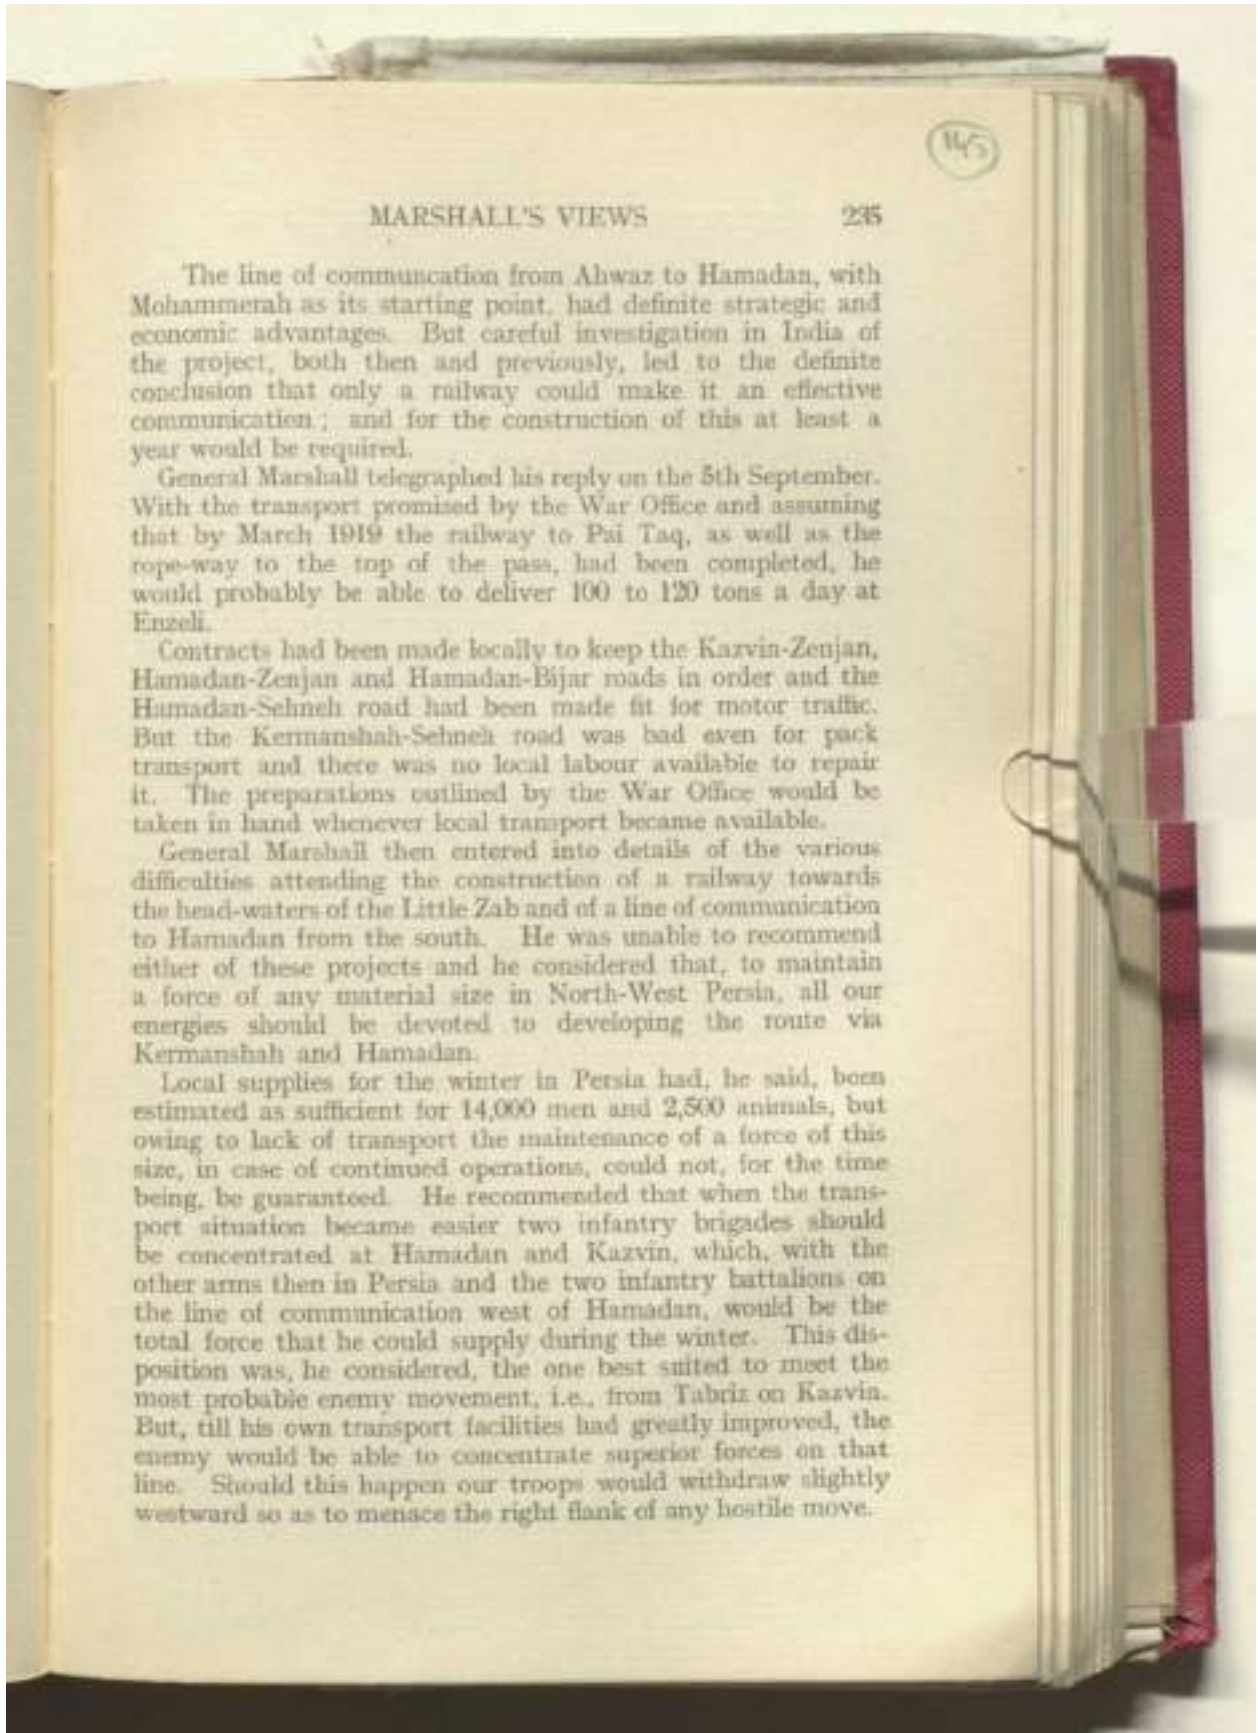 145
MARSHALL'S VIEWS 235
The line of communcation from Ahwaz to Hamadan, with
Mohammerah as its starting point, had definite strategic and
economic advantages. But careful investigation in India of
the project, both then and previously, led to the definite
conclusion that only a railway could make it an effective
communication ; and for the construction of this at least a
year would be required.
General Marshall telegraphed his reply on the 5th September.
With the transport promised by the War Office and assuming
that by March 1919 the railway to Pai Taq, as well as the
rope-way to the top of the pass, had been completed, he
would probably be able to deliver 100 to 120 tons a day at
Enzeli.
Contracts had been made locally to keep the Kazvin-Zenjan,
Hamadan-Zenjan and Hamadan-Bijar roads in order and the
Hamadan-Sehneh road had been made fit for motor traffic.
But the Kermanshah-Sehneh road was bad even for pack
transport and there was no local labour available to repair
it. The preparations outlined by the War Office would be
taken in hand whenever local transport became available.
General Marshall then entered into details of the various
difficulties attending the construction of a railway towards
the head-waters of the Little Zab and of a line of communication
to Hamadan from the south. He was unable to recommend
either of these projects and he considered that, to maintain
a force of any material size in North-West Persia, all our
energies should be devoted to developing the route via
Kermanshah and Hamadan.
Local supplies for the winter in Persia had, he said, been
estimated as sufficient for 14,000 men and 2,500 animals, but
owing to lack of transport the maintenance of a force of this
size, in case of continued operations, could not, for the time
being, be guaranteed. He recommended that when the trans-
port situation became easier two infantry brigades should
be concentrated at Hamadan and Kazvin, which, with the
other arms then in Persia and the two infantry battalions on
the line of communication west of Hamadan, would be the
total force that he could supply during the winter. This dis-
position was, he considered, the one best suited to meet the
most probable enemy movement, i.e., from Tabriz on Kazvin.
But, till his own transport facilities had greatly improved, the
enemy would be able to concentrate superior forces on that
line. Should this happen our troops would withdraw slightly
westward so as to menace the right flank of any hostile move.